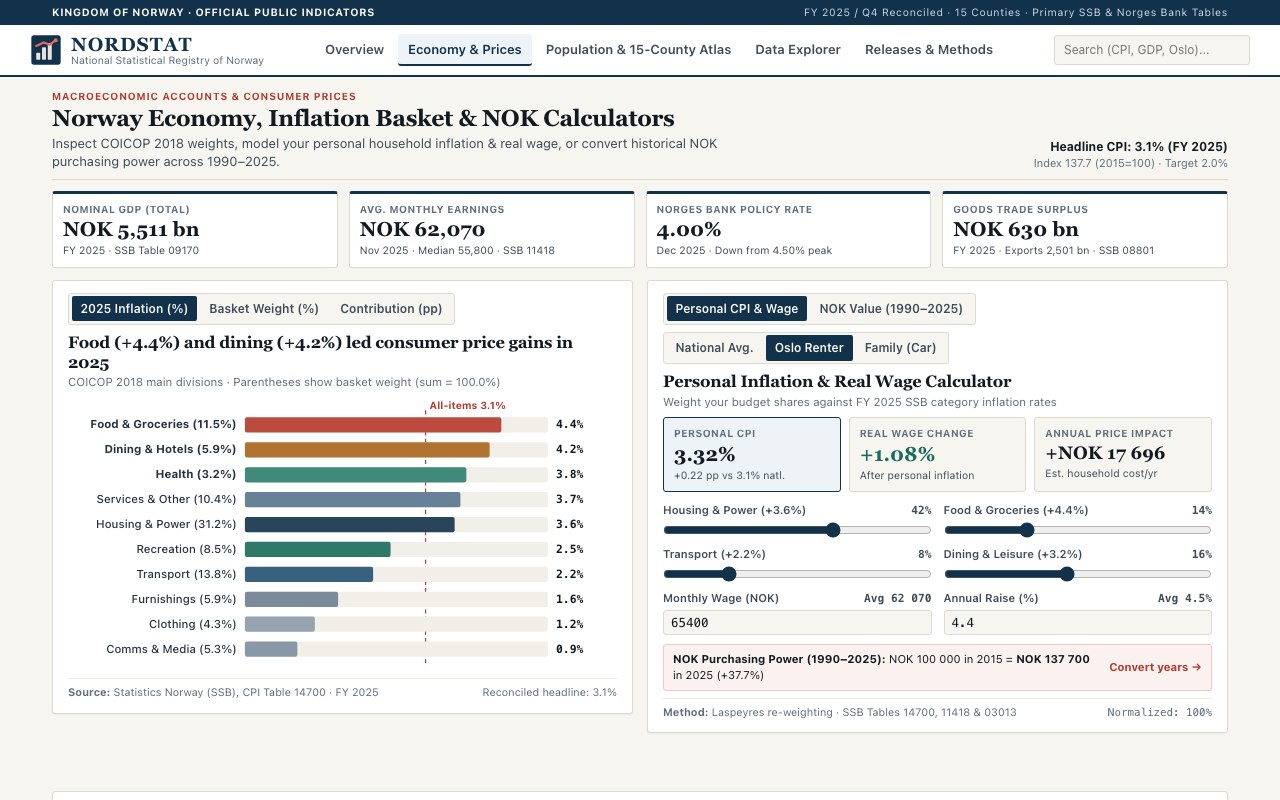 KINGDOM OF NORWAY · OFFICIAL PUBLIC INDICATORS
FY 2025 / Q4 Reconciled · 15 Counties · Primary SSB & Norges Bank Tables
NORDSTAT
National Statistical Registry of Norway
Overview
Economy & Prices
Population & 15-County Atlas
Data Explorer
Releases & Methods
Search (CPI, GDP, Oslo)...
MACROECONOMIC ACCOUNTS & CONSUMER PRICES
Norway Economy, Inflation Basket & NOK Calculators
Inspect COICOP 2018 weights, model your personal household inflation & real wage, or convert historical NOK
purchasing power across 1990–2025.
Headline CPI: 3.1% (FY 2025)
Index 137.7 (2015=100) · Target 2.0%
NOMINAL GDP (TOTAL)
NOK 5,511 bn
FY 2025 · SSB Table 09170
AVG. MONTHLY EARNINGS
NOK 62,070
Nov 2025 · Median 55,800 · SSB 11418
NORGES BANK POLICY RATE
4.00%
Dec 2025 · Down from 4.50% peak
GOODS TRADE SURPLUS
NOK 630 bn
FY 2025 · Exports 2,501 bn · SSB 08801
2025 Inflation (%)
Basket Weight (%)
Contribution (pp)
Food (+4.4%) and dining (+4.2%) led consumer price gains in
2025
COICOP 2018 main divisions · Parentheses show basket weight (sum = 100.0%)
All-items 3.1%
Food & Groceries (11.5%) 4.4%
Dining & Hotels (5.9%) 4.2%
Health (3.2%) 3.8%
Services & Other (10.4%) 3.7%
Housing & Power (31.2%) 3.6%
Recreation (8.5%) 2.5%
Transport (13.8%) 2.2%
Furnishings (5.9%) 1.6%
Clothing (4.3%) 1.2%
Comms & Media (5.3%) 0.9%
Source: Statistics Norway (SSB), CPI Table 14700 · FY 2025
Reconciled headline: 3.1%
Personal CPI & Wage
NOK Value (1990–2025)
National Avg.
Oslo Renter
Family (Car)
Personal Inflation & Real Wage Calculator
Weight your budget shares against FY 2025 SSB category inflation rates
PERSONAL CPI
3.32%
+0.22 pp vs 3.1% natl.
REAL WAGE CHANGE
+1.08%
After personal inflation
ANNUAL PRICE IMPACT
+NOK 17 696
Est. household cost/yr
Housing & Power (+3.6%) 42%
Food & Groceries (+4.4%) 14%
Transport (+2.2%) 8%
Dining & Leisure (+3.2%) 16%
Monthly Wage (NOK) Avg 62 070
65400
Annual Raise (%) Avg 4.5%
4.4
NOK Purchasing Power (1990–2025): NOK 100 000 in 2015 = NOK 137 700
in 2025 (+37.7%)
Convert years →
Method: Laspeyres re-weighting · SSB Tables 14700, 11418 & 03013
Normalized: 100%